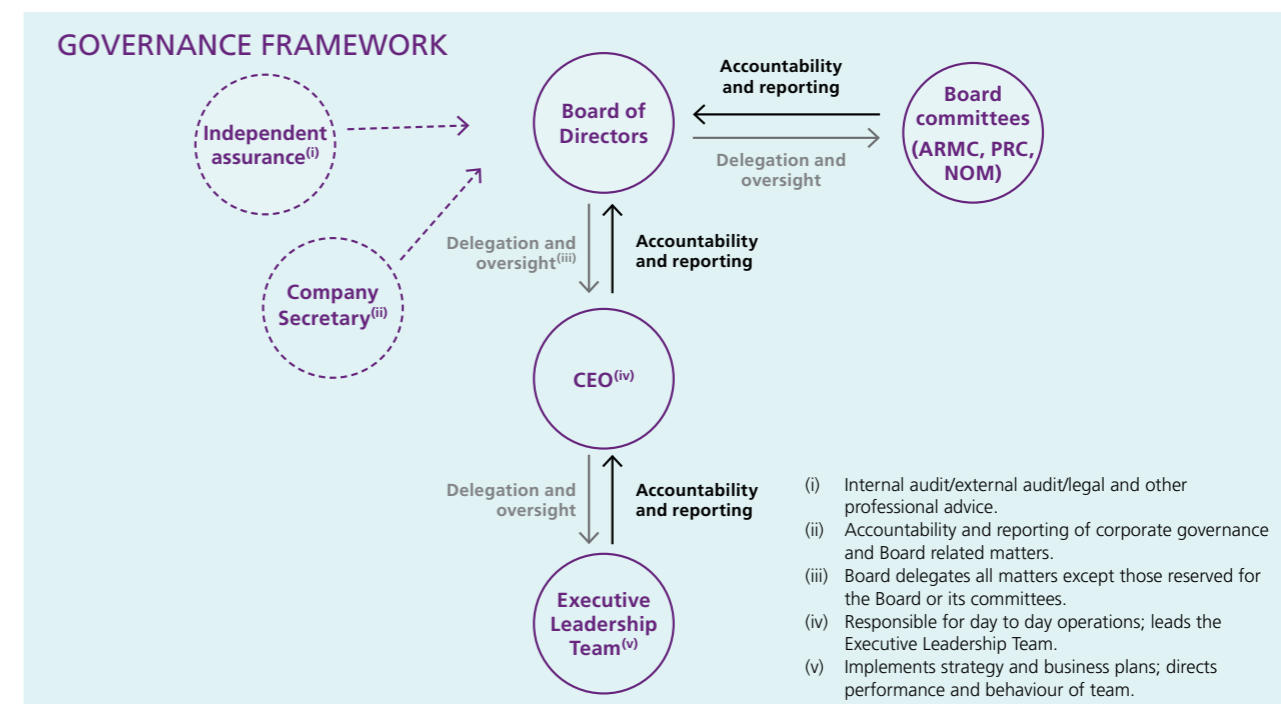 GOVERNANCE FRAMEWORK
Independent
assurance(i)
Company
Secretary(ii)
Board of
Directors
Accountability
and reporting
Delegation and
oversight
Board
committees
(ARMC, PRC,
NOM)
Delegation and
oversight(iii)
Accountability
and reporting
CEO(iv)
Delegation and
oversight
Accountability
and reporting
Executive
Leadership
Team(v)
(i) Internal audit/external audit/legal and other
professional advice.
(ii) Accountability and reporting of corporate governance
and Board related matters.
(iii) Board delegates all matters except those reserved for
the Board or its committees.
(iv) Responsible for day to day operations; leads the
Executive Leadership Team.
(v) Implements strategy and business plans; directs
performance and behaviour of team.